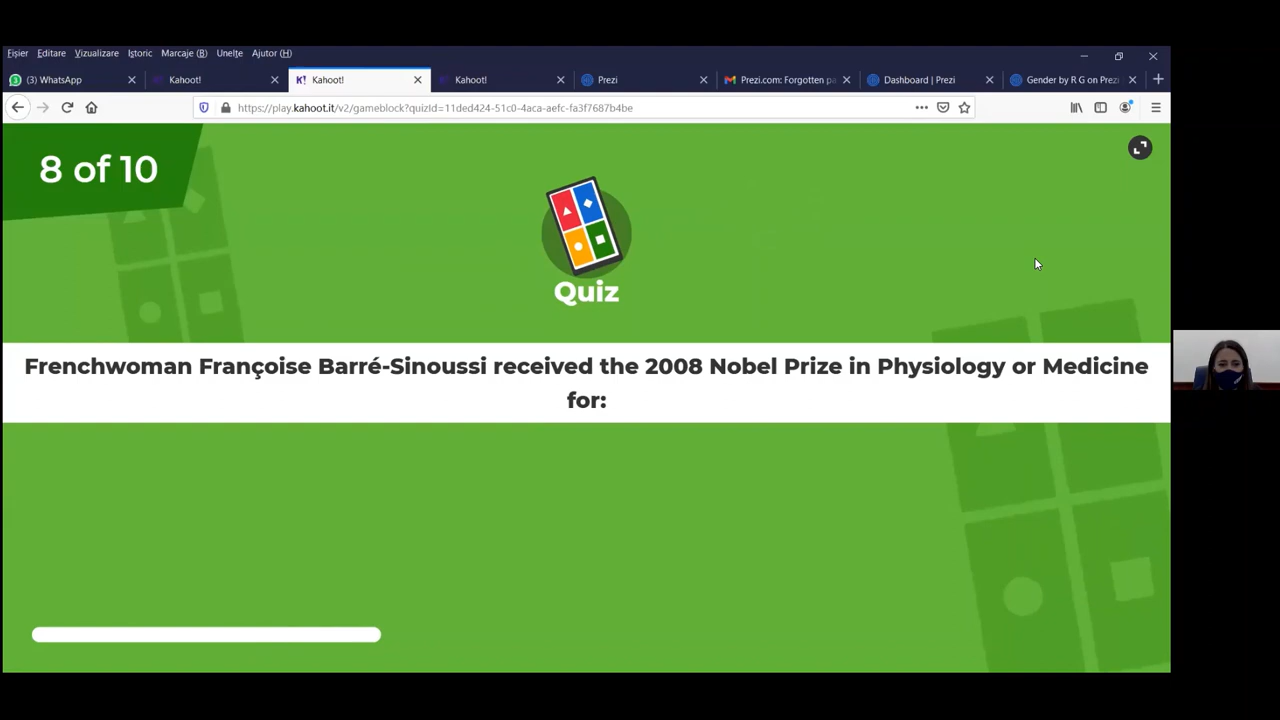 Fișier Editare Vizualizare Istoric Marcaje (B) Unelte Ajutor (H)
(3) WhatsApp Kahoot! Kahoot! Kahoot! Prezi Prezi.com: Forgotten pa Dashboard | Prezi Gender by R G on Prezi
https://play.kahoot.it/v2/gameblock?quizId=11ded424-51c0-4aca-aefc-fa3f7687b4be
8 of 10
Quiz
Frenchwoman Françoise Barré-Sinoussi received the 2008 Nobel Prize in Physiology or Medicine
for: